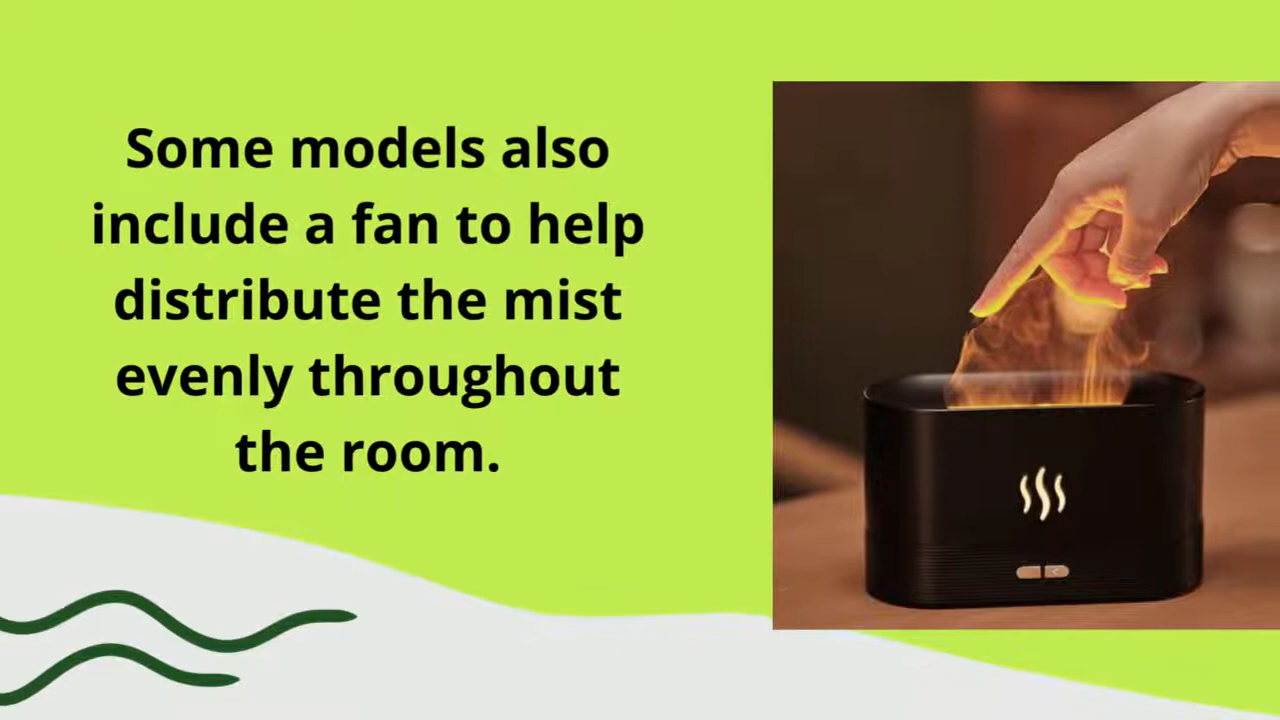 Some models also
include a fan to help
distribute the mist
evenly throughout
the room.